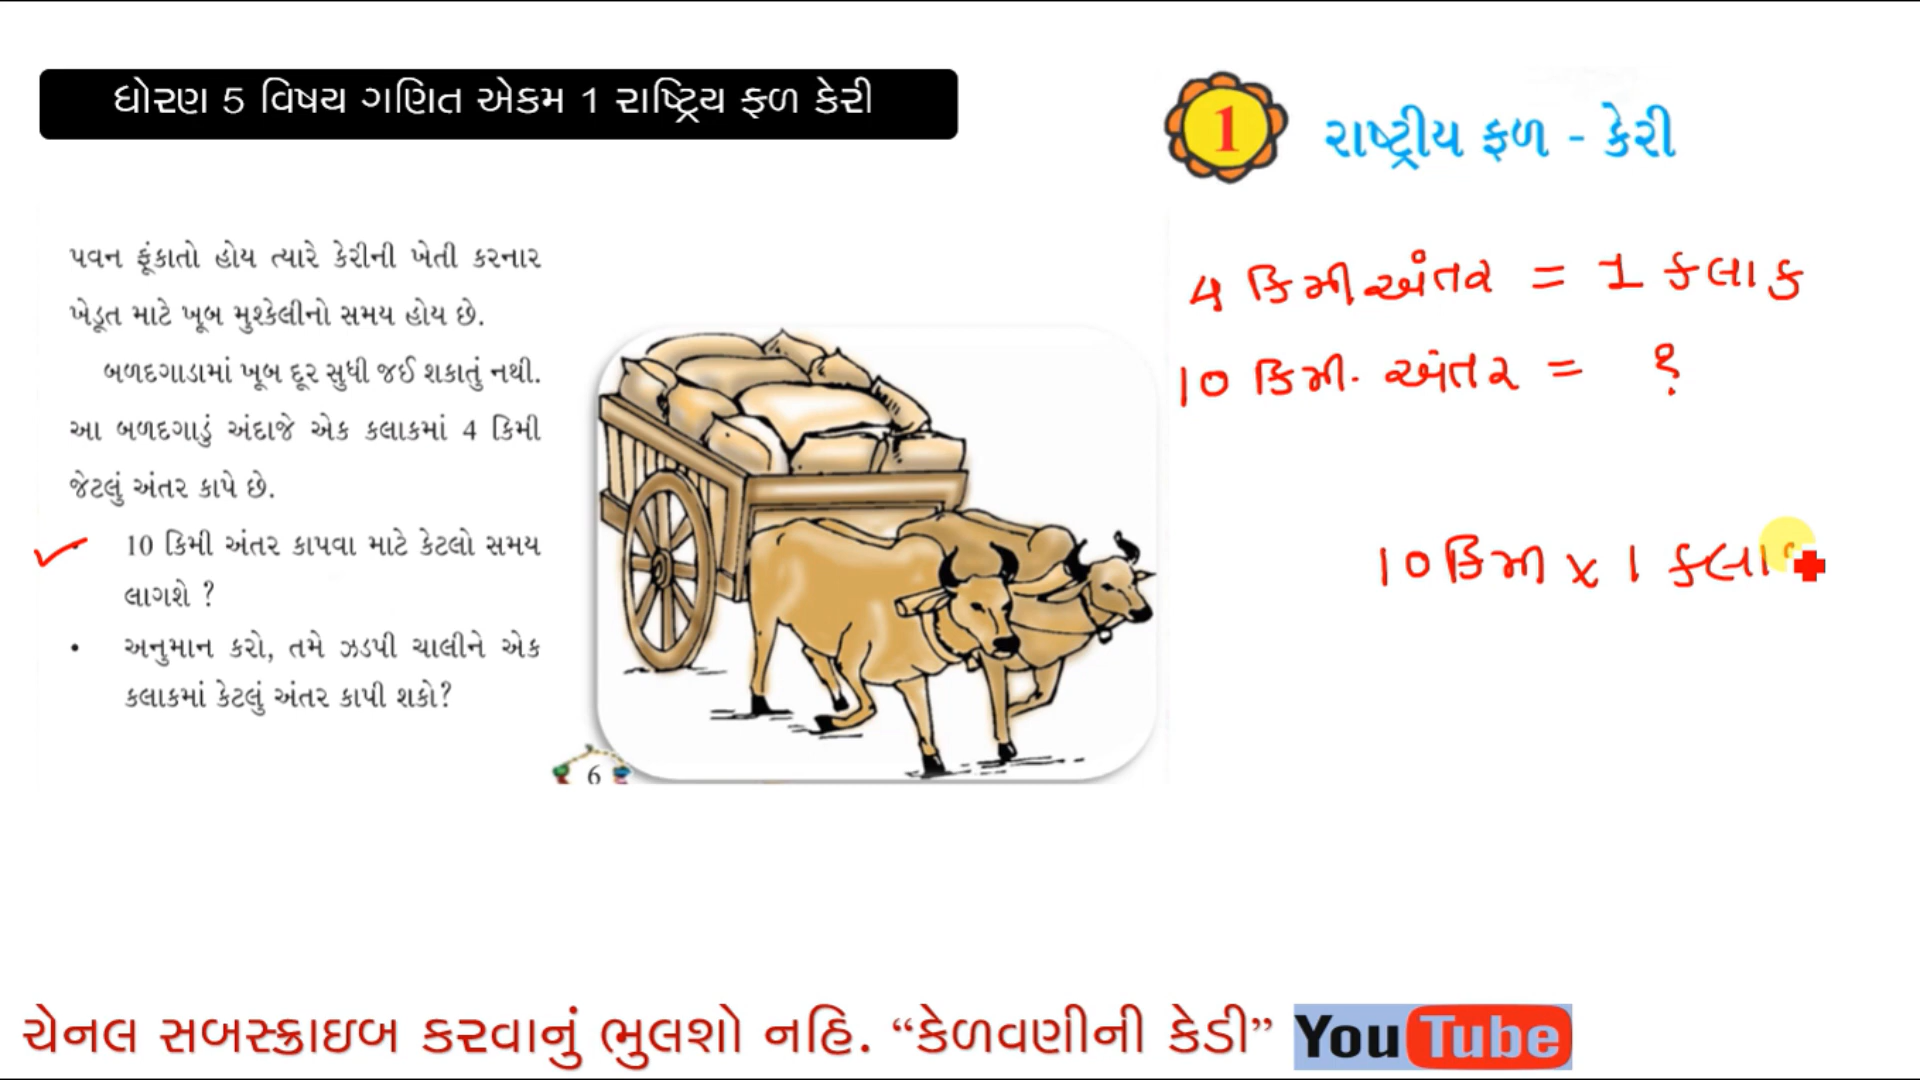 ધોરણ 5 વિષય ગણિત એકમ 1 રાષ્ટ્રિય ફળ કેરી
1 રાષ્ટ્રીય ફળ - કેરી
પવન ફૂંકાતો હોય ત્યારે કેરીની ખેતી કરનાર
ખેડૂત માટે ખૂબ મુશ્કેલીનો સમય હોય છે.
બળદગાડામાં ખૂબ દૂર સુધી જઈ શકાતું નથી.
આ બળદગાડું અંદાજે એક કલાકમાં 4 કિમી
જેટલું અંતર કાપે છે.
10 કિમી અંતર કાપવા માટે કેટલો સમય
લાગશે ?
• અનુમાન કરો, તમે ઝડપી ચાલીને એક
કલાકમાં કેટલું અંતર કાપી શકો?
6
4 કિમી અંતર = 1 કલાક
10 કિમી. અંતર = ?
10 કિમી x 1 કલા
ચેનલ સબસ્ક્રાઇબ કરવાનું ભુલશો નહિ. “કેળવણીની કેડી” YouTube